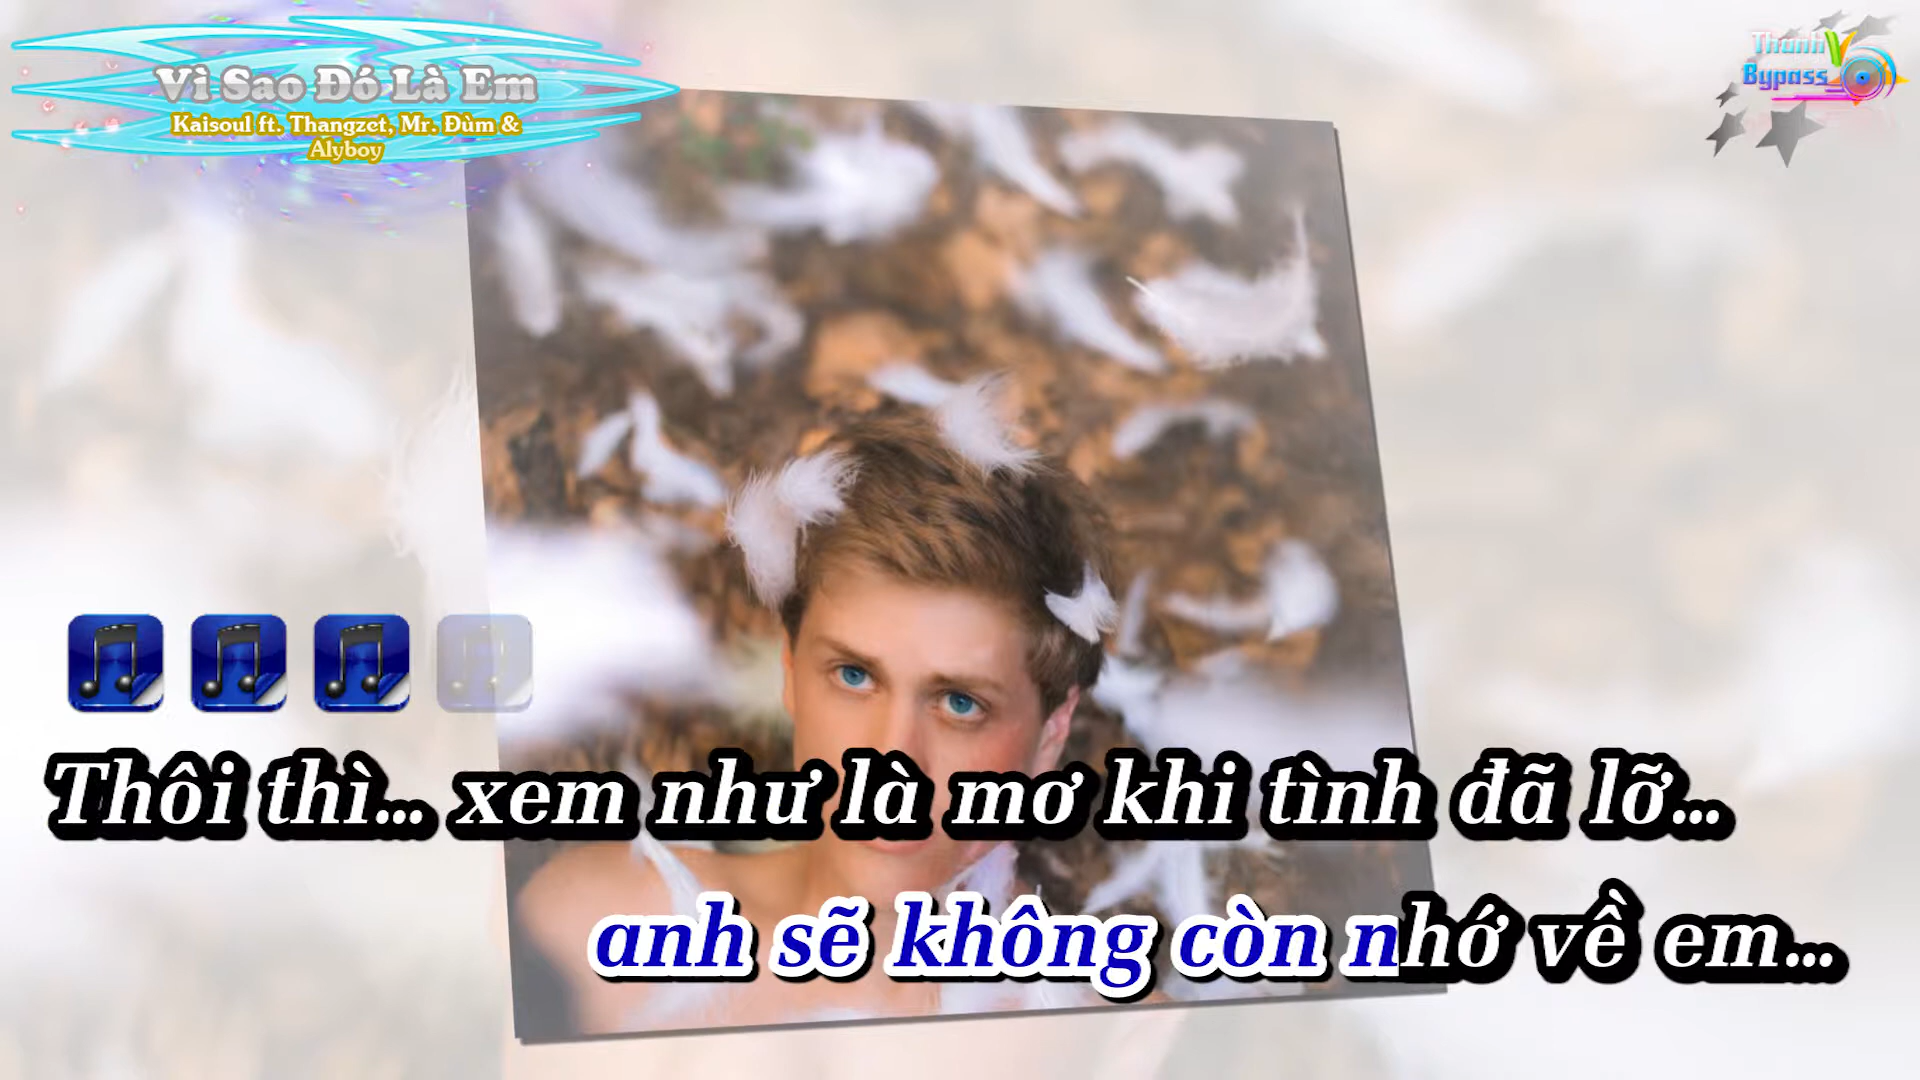 Vì Sao Đó Là Em
Kaisoul ft. Thangzet, Mr. Đùm &
Alyboy
Thanh V
Bypass
Thôi thì... xem như là mơ khi tình đã lỡ...
anh sẽ không còn nhớ về em...